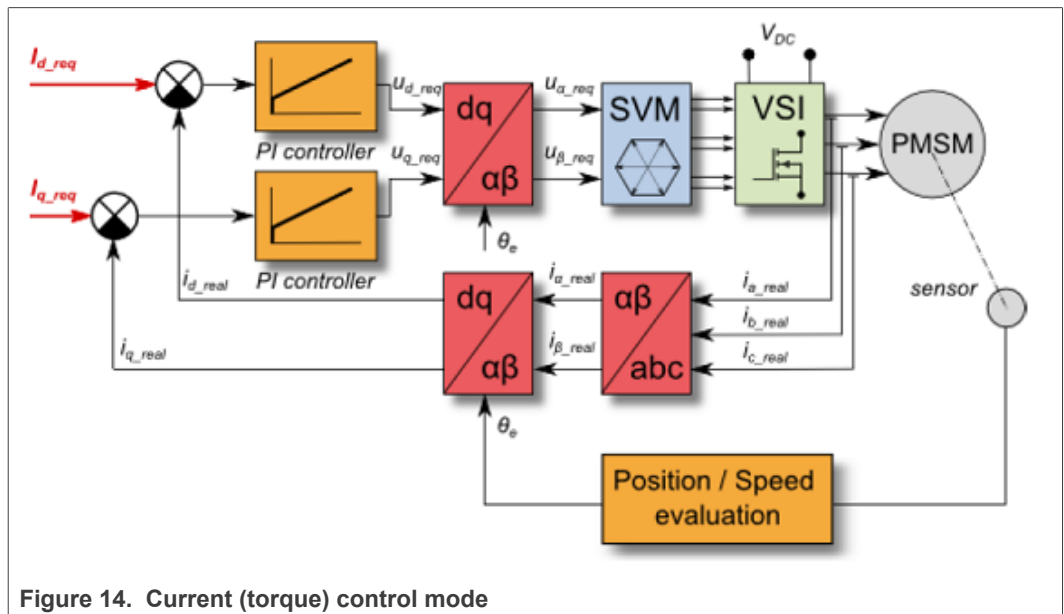 V_DC
I_d_req
u_d_req
u_α_req
dq
αβ
SVM
VSI
PMSM
PI controller
u_q_req
u_β_req
I_q_req
θ_e
i_d_real
PI controller
i_α_real
i_a_real
sensor
dq
αβ
αβ
abc
i_b_real
i_q_real
i_β_real
i_c_real
θ_e
Position / Speed
evaluation
Figure 14. Current (torque) control mode